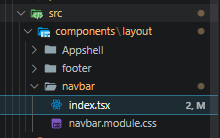 src
components\layout
Appshell
footer
navbar
index.tsx 2, M
navbar.module.css